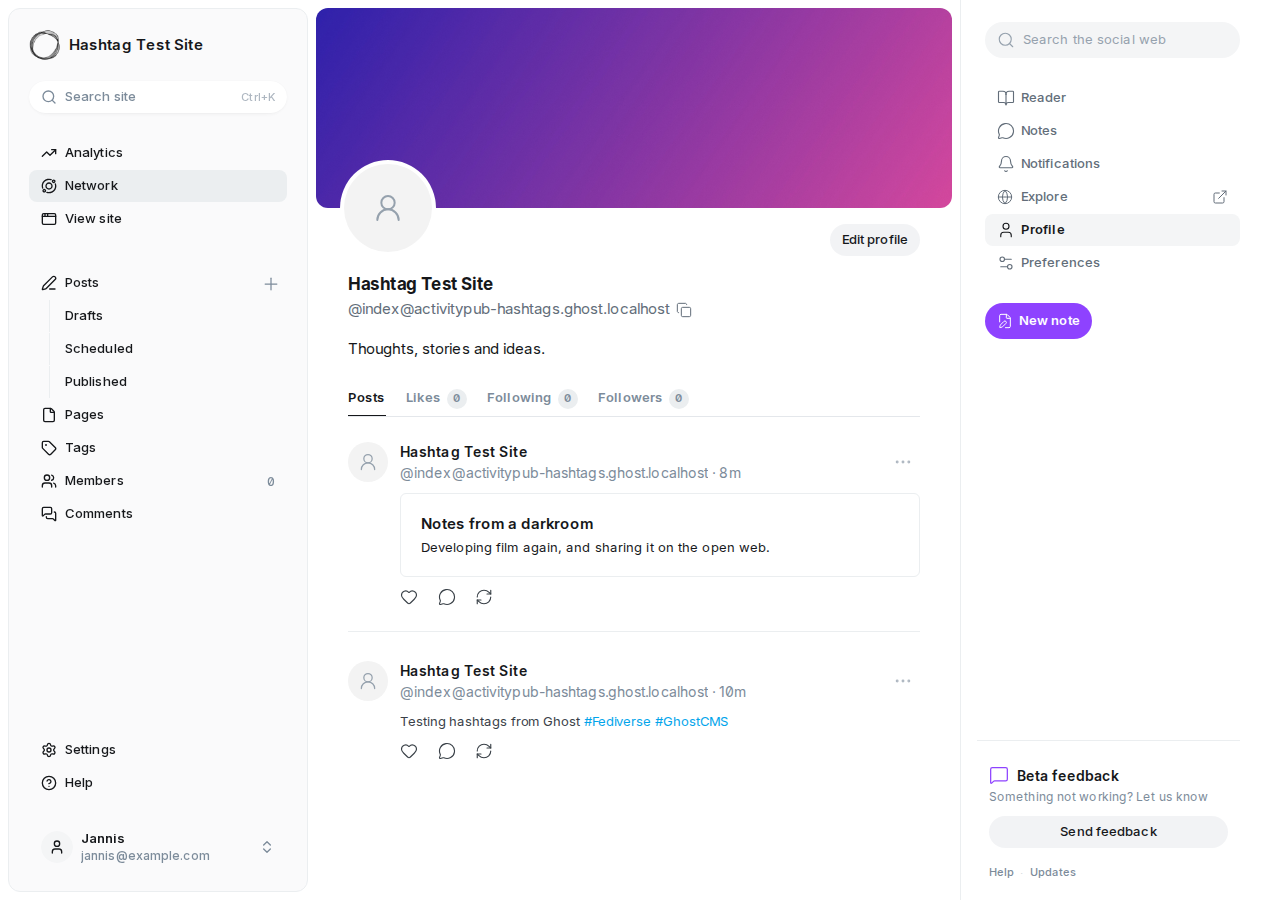 Hashtag Test Site
Search site
Ctrl+K
Analytics
Network
View site
Posts
Drafts
Scheduled
Published
Pages
Tags
Members
0
Comments
Settings
Help
Jannis
jannis@example.com
Edit profile
Hashtag Test Site
@index@activitypub-hashtags.ghost.localhost
Thoughts, stories and ideas.
Posts Likes 0 Following 0 Followers 0
Hashtag Test Site
@index@activitypub-hashtags.ghost.localhost · 8m
Notes from a darkroom
Developing film again, and sharing it on the open web.
Hashtag Test Site
@index@activitypub-hashtags.ghost.localhost · 10m
Testing hashtags from Ghost #Fediverse #GhostCMS
Search the social web
Reader
Notes
Notifications
Explore
Profile
Preferences
New note
Beta feedback
Something not working? Let us know
Send feedback
Help · Updates